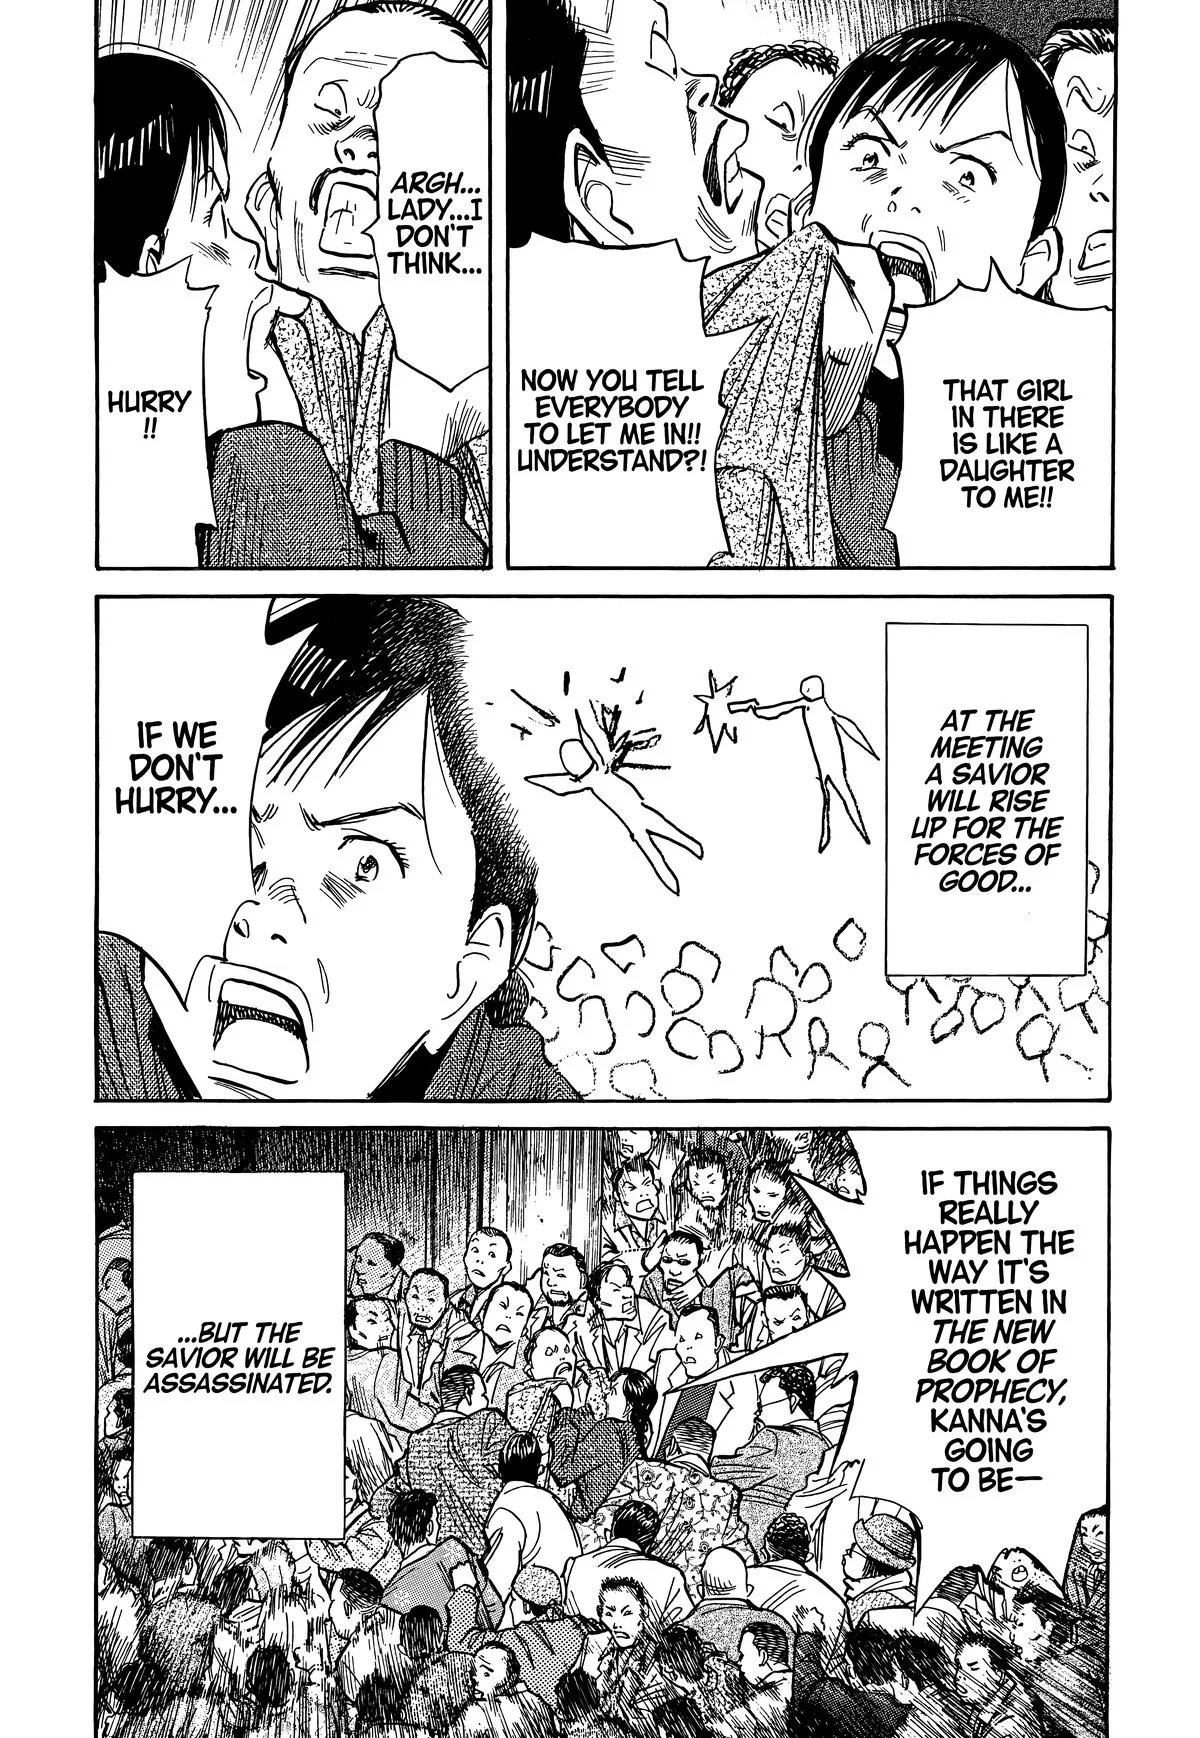 THAT GIRL
IN THERE
IS LIKE A
DAUGHTER
TO ME!!
NOW YOU TELL
EVERYBODY
TO LET ME IN!!
UNDERSTAND?!
ARGH...
LADY...I
DON'T
THINK...
HURRY
!!
AT THE
MEETING
A SAVIOR
WILL RISE
UP FOR THE
FORCES OF
GOOD...
IF WE
DON'T
HURRY...
IF THINGS
REALLY
HAPPEN THE
WAY IT'S
WRITTEN IN
THE NEW
BOOK OF
PROPHECY,
KANNA'S
GOING
TO BE—
...BUT THE
SAVIOR WILL BE
ASSASSINATED.